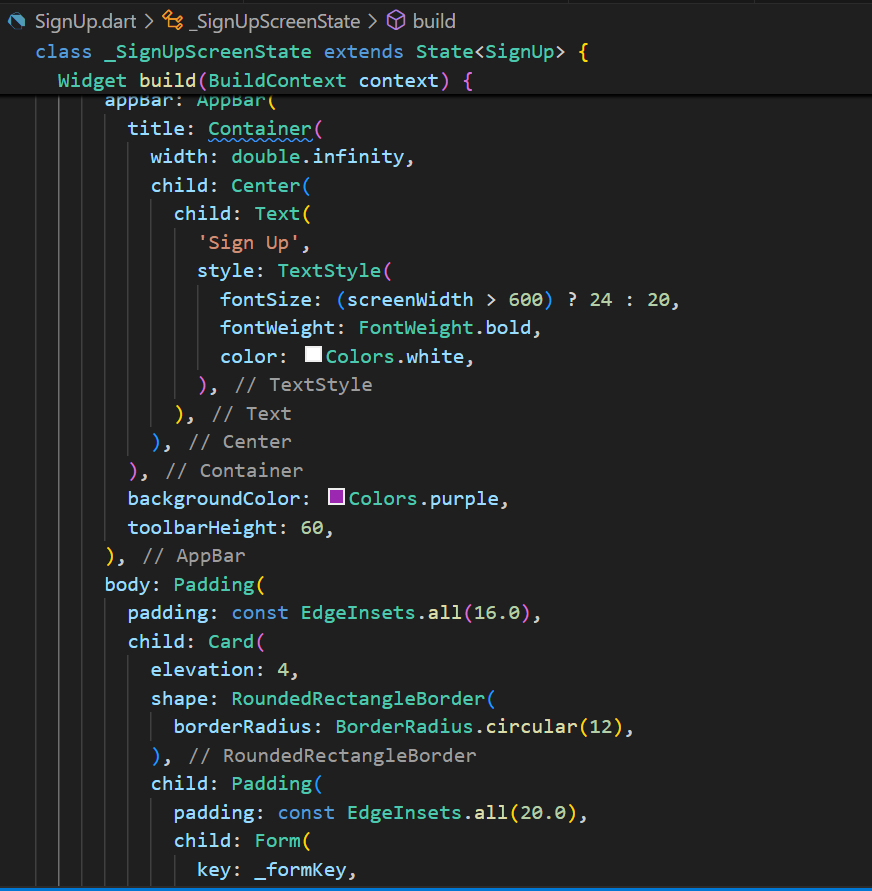 SignUp.dart > _SignUpScreenState > build
class _SignUpScreenState extends State<SignUp> {
  Widget build(BuildContext context) {
      appBar: AppBar(
        title: Container(
          width: double.infinity,
          child: Center(
            child: Text(
              'Sign Up',
              style: TextStyle(
                fontSize: (screenWidth > 600) ? 24 : 20,
                fontWeight: FontWeight.bold,
                color: Colors.white,
              ), // TextStyle
            ), // Text
          ), // Center
        ), // Container
        backgroundColor: Colors.purple,
        toolbarHeight: 60,
      ), // AppBar
      body: Padding(
        padding: const EdgeInsets.all(16.0),
        child: Card(
          elevation: 4,
          shape: RoundedRectangleBorder(
            borderRadius: BorderRadius.circular(12),
          ), // RoundedRectangleBorder
          child: Padding(
            padding: const EdgeInsets.all(20.0),
            child: Form(
              key: _formKey,